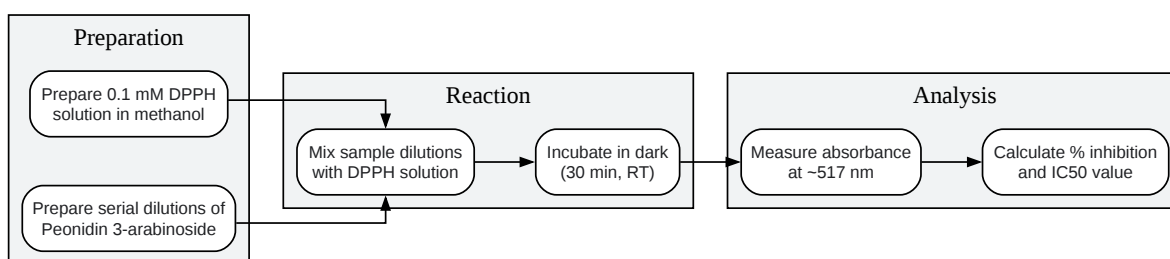 Preparation
Prepare 0.1 mM DPPH
solution in methanol
Prepare serial dilutions of
Peonidin 3-arabinoside
Reaction
Mix sample dilutions
with DPPH solution
Incubate in dark
(30 min, RT)
Analysis
Measure absorbance
at ~517 nm
Calculate % inhibition
and IC50 value